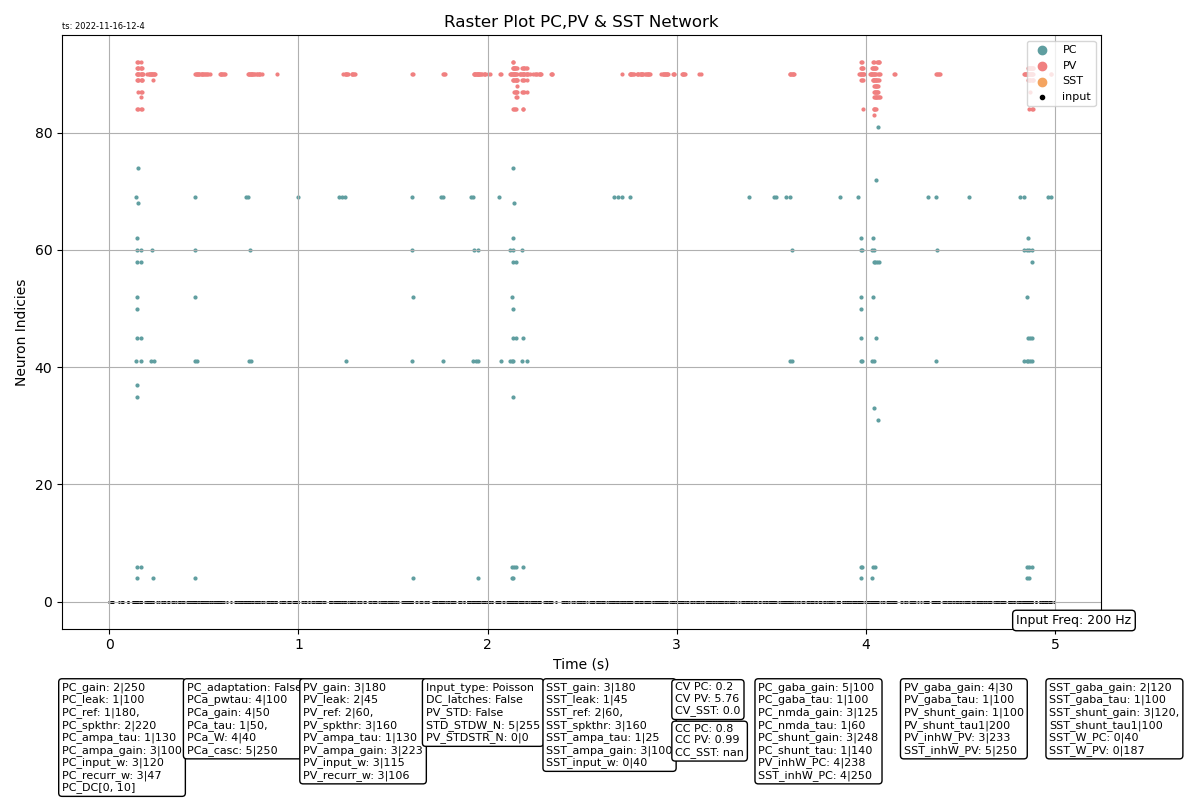 ts: 2022-11-16-12-4
Raster Plot PC,PV & SST Network
PC
PV
SST
input
Neuron Indicies
80
60
40
20
0
0 1 2 3 4 5
Time (s)
Input Freq: 200 Hz
PC_gain: 2|250
PC_leak: 1|100
PC_ref: 1|180,
PC_spkthr: 2|220
PC_ampa_tau: 1|130
PC_ampa_gain: 3|100
PC_input_w: 3|120
PC_recurr_w: 3|47
PC_DC[0, 10]
PC_adaptation: False
PCa_pwtau: 4|100
PCa_gain: 4|50
PCa_tau: 1|50,
PCa_W: 4|40
PCa_casc: 5|250
PV_gain: 3|180
PV_leak: 2|45
PV_ref: 2|60,
PV_spkthr: 3|160
PV_ampa_tau: 1|130
PV_ampa_gain: 3|223
PV_input_w: 3|115
PV_recurr_w: 3|106
Input_type: Poisson
DC_latches: False
PV_STD: False
STD_STDW_N: 5|255
PV_STDSTR_N: 0|0
SST_gain: 3|180
SST_leak: 1|45
SST_ref: 2|60,
SST_spkthr: 3|160
SST_ampa_tau: 1|25
SST_ampa_gain: 3|100
SST_input_w: 0|40
CV PC: 0.2
CV PV: 5.76
CV_SST: 0.0
CC PC: 0.8
CC PV: 0.99
CC_SST: nan
PC_gaba_gain: 5|100
PC_gaba_tau: 1|100
PC_nmda_gain: 3|125
PC_nmda_tau: 1|60
PC_shunt_gain: 3|248
PC_shunt_tau: 1|140
PV_inhW_PC: 4|238
SST_inhW_PC: 4|250
PV_gaba_gain: 4|30
PV_gaba_tau: 1|100
PV_shunt_gain: 1|100
PV_shunt_tau1|200
PV_inhW_PV: 3|233
SST_inhW_PV: 5|250
SST_gaba_gain: 2|120
SST_gaba_tau: 1|100
SST_shunt_gain: 3|120,
SST_shunt_tau1|100
SST_W_PC: 0|40
SST_W_PV: 0|187